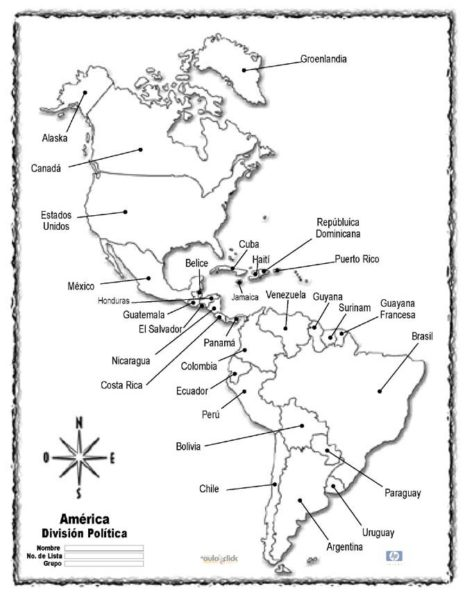 Groenlandia
Alaska
Canadá
Estados
Unidos
Repúbluica
Dominicana
Cuba
Haití
Puerto Rico
Belice
México
Jamaica
Venezuela
Guyana
Surinam
Guayana
Francesa
Honduras
Guatemala
El Salvador
Panamá
Brasil
Nicaragua
Colombia
Costa Rica
Ecuador
Perú
Bolivia
Chile
Paraguay
Uruguay
Argentina
N
O E
S
América
División Política
Nombre
No. de Lista
Grupo
aulaclick
hp